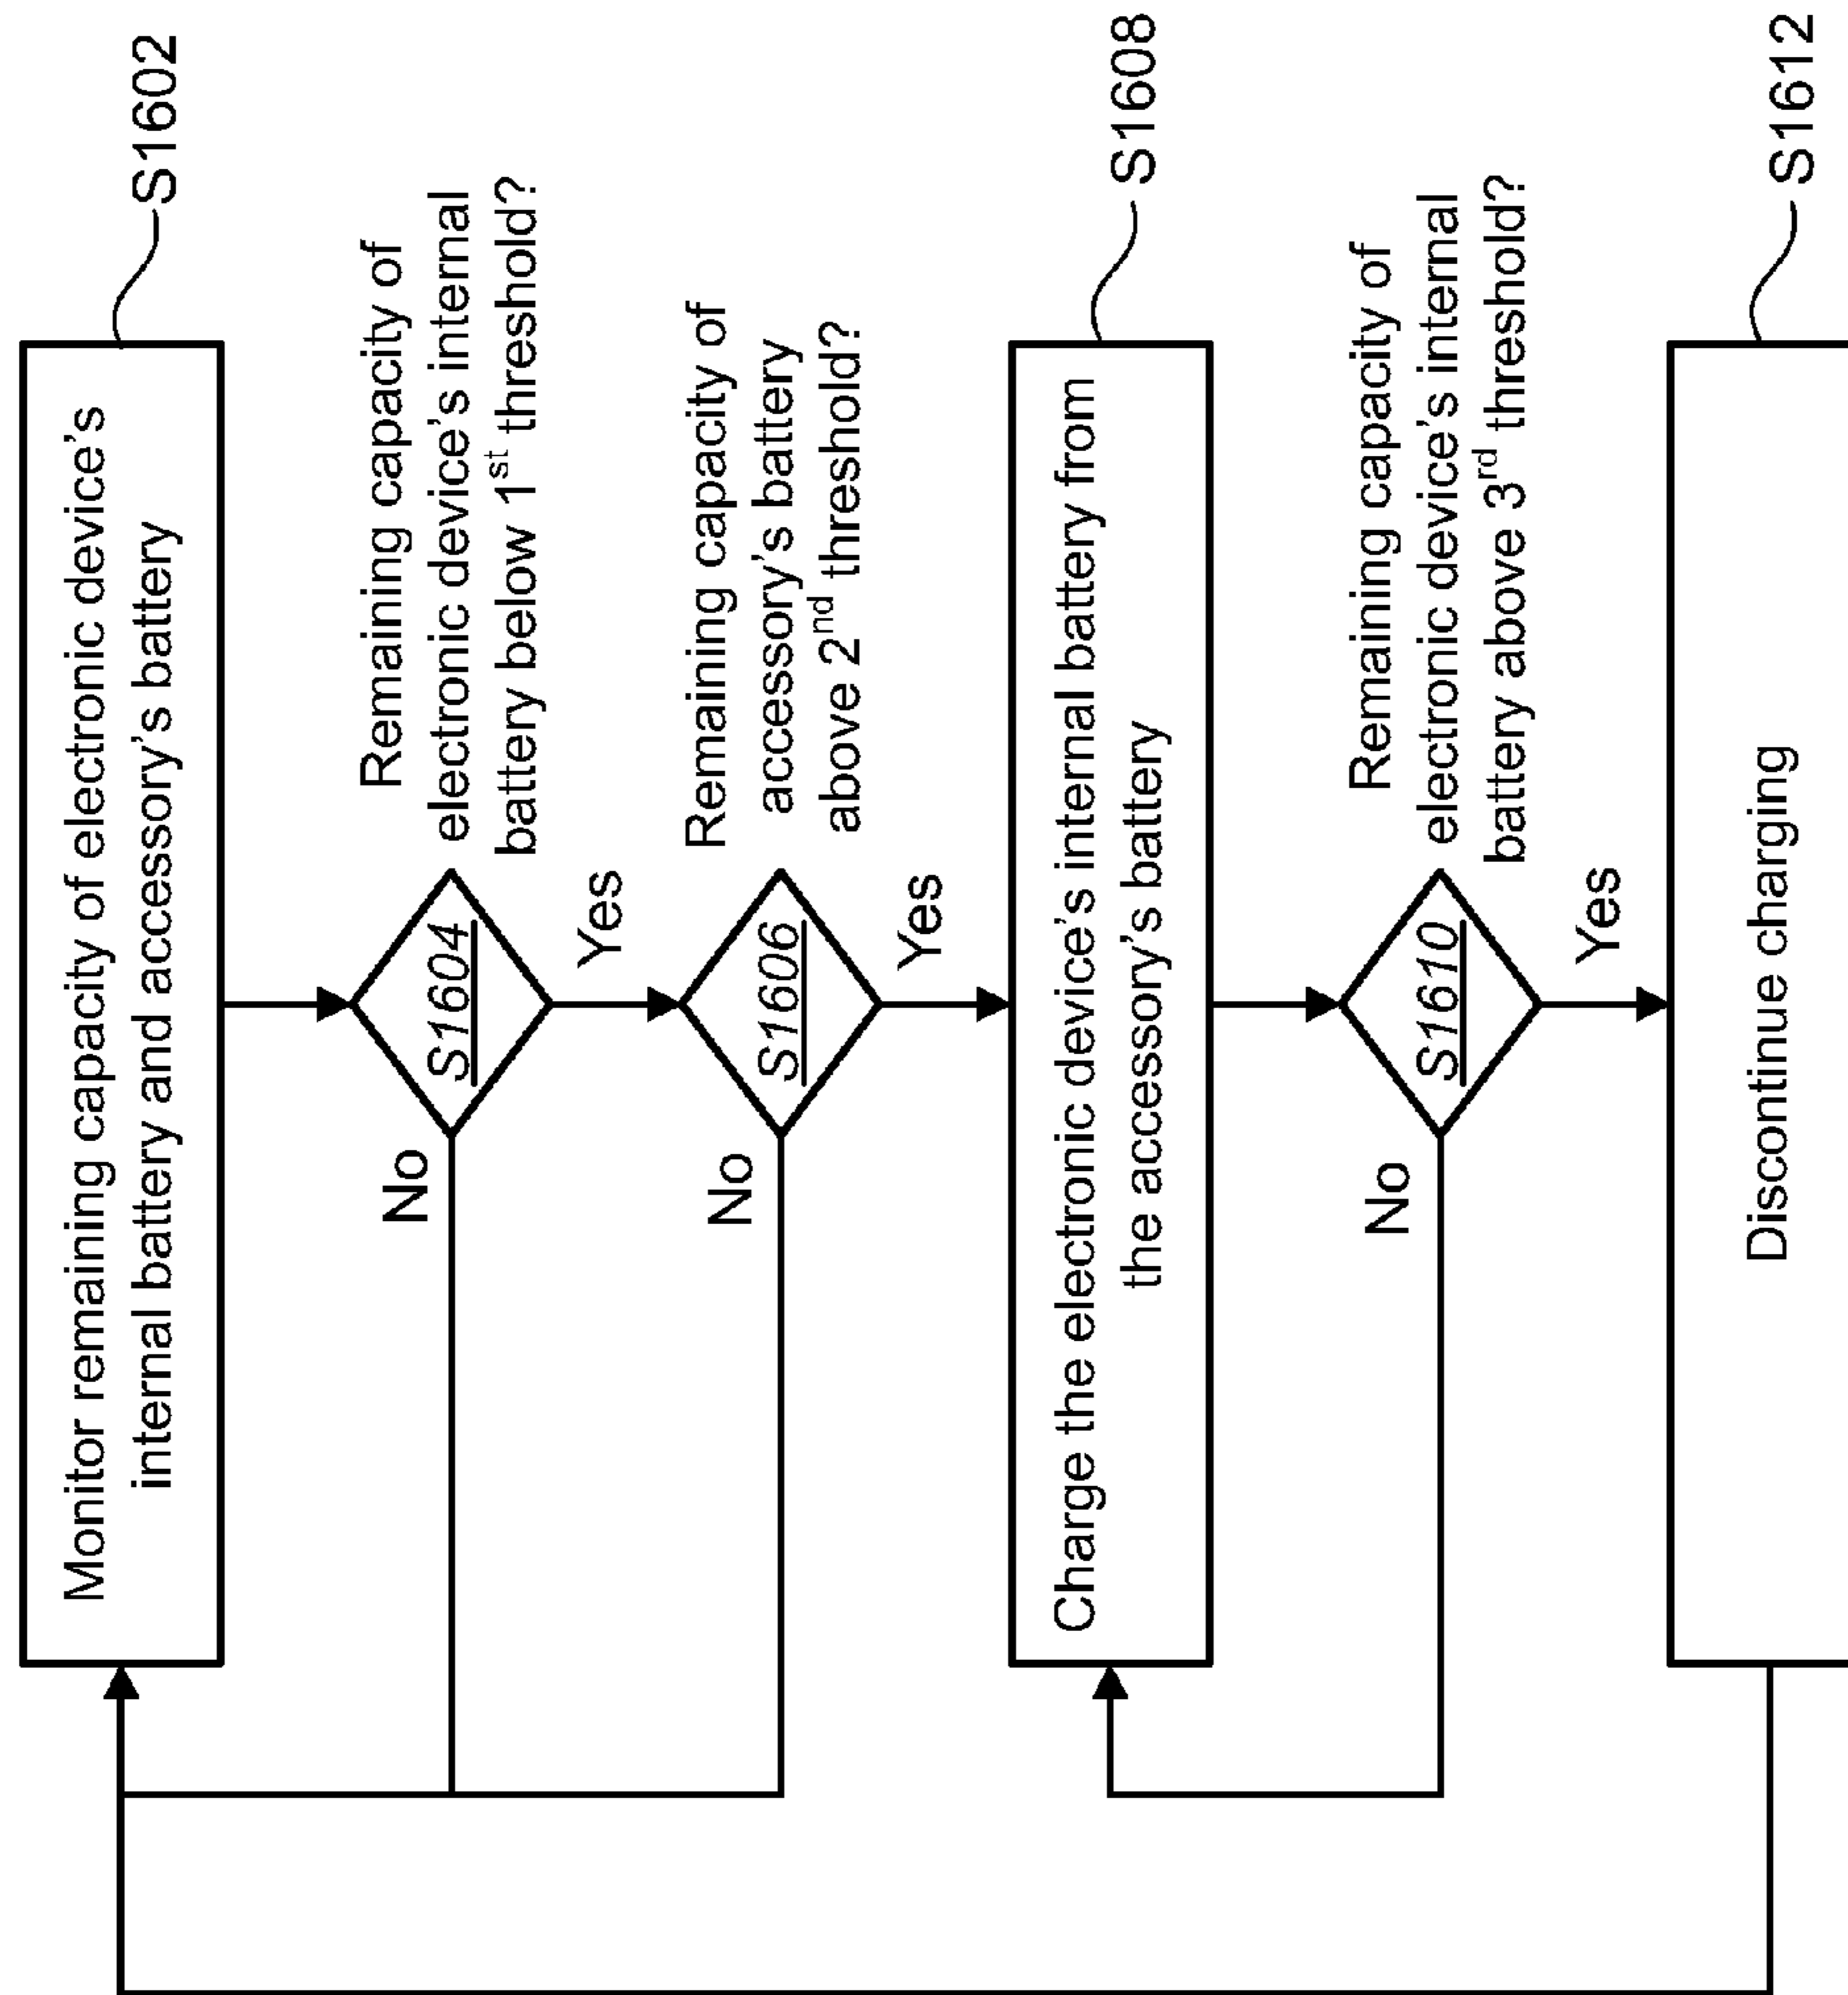 Monitor remaining capacity of electronic device's
internal battery and accessory's battery
S1602
Remaining capacity of
electronic device's internal
battery below 1st threshold?
S1604
No
Yes
Remaining capacity of
accessory's battery
above 2nd threshold?
S1606
No
Yes
Charge the electronic device's internal battery from
the accessory's battery
S1608
Remaining capacity of
electronic device's internal
battery above 3rd threshold?
S1610
No
Yes
Discontinue charging
S1612